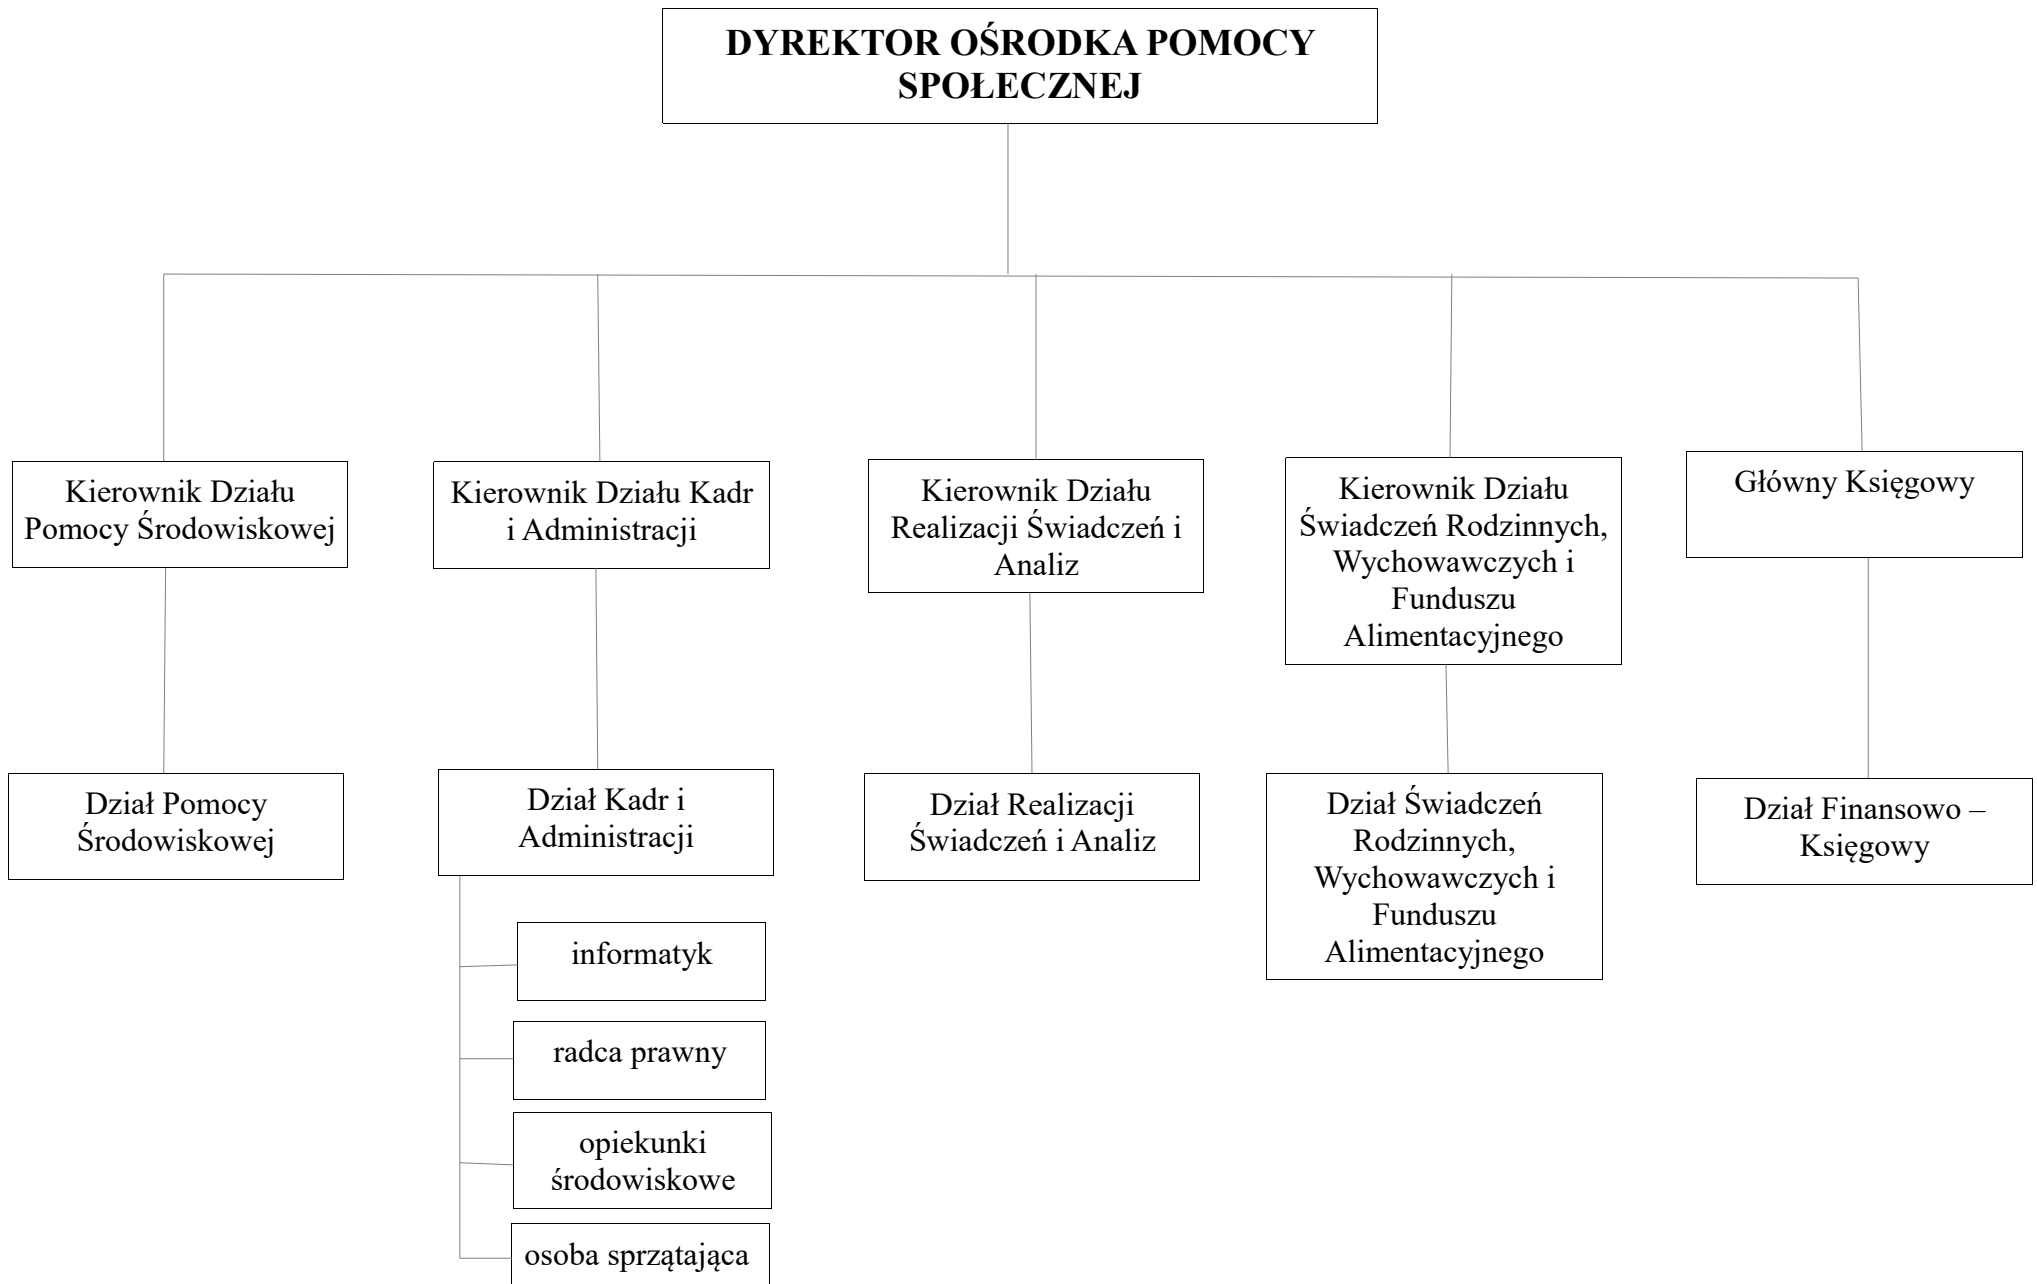 DYREKTOR OŚRODKA POMOCY
SPOŁECZNEJ
Kierownik Działu
Pomocy Środowiskowej
Kierownik Działu Kadr
i Administracji
Kierownik Działu
Realizacji Świadczeń i
Analiz
Kierownik Działu
Świadczeń Rodzinnych,
Wychowawczych i
Funduszu
Alimentacyjnego
Główny Księgowy
Dział Pomocy
Środowiskowej
Dział Kadr i
Administracji
Dział Realizacji
Świadczeń i Analiz
Dział Świadczeń
Rodzinnych,
Wychowawczych i
Funduszu
Alimentacyjnego
Dział Finansowo –
Księgowy
informatyk
radca prawny
opiekunki
środowiskowe
osoba sprzątająca